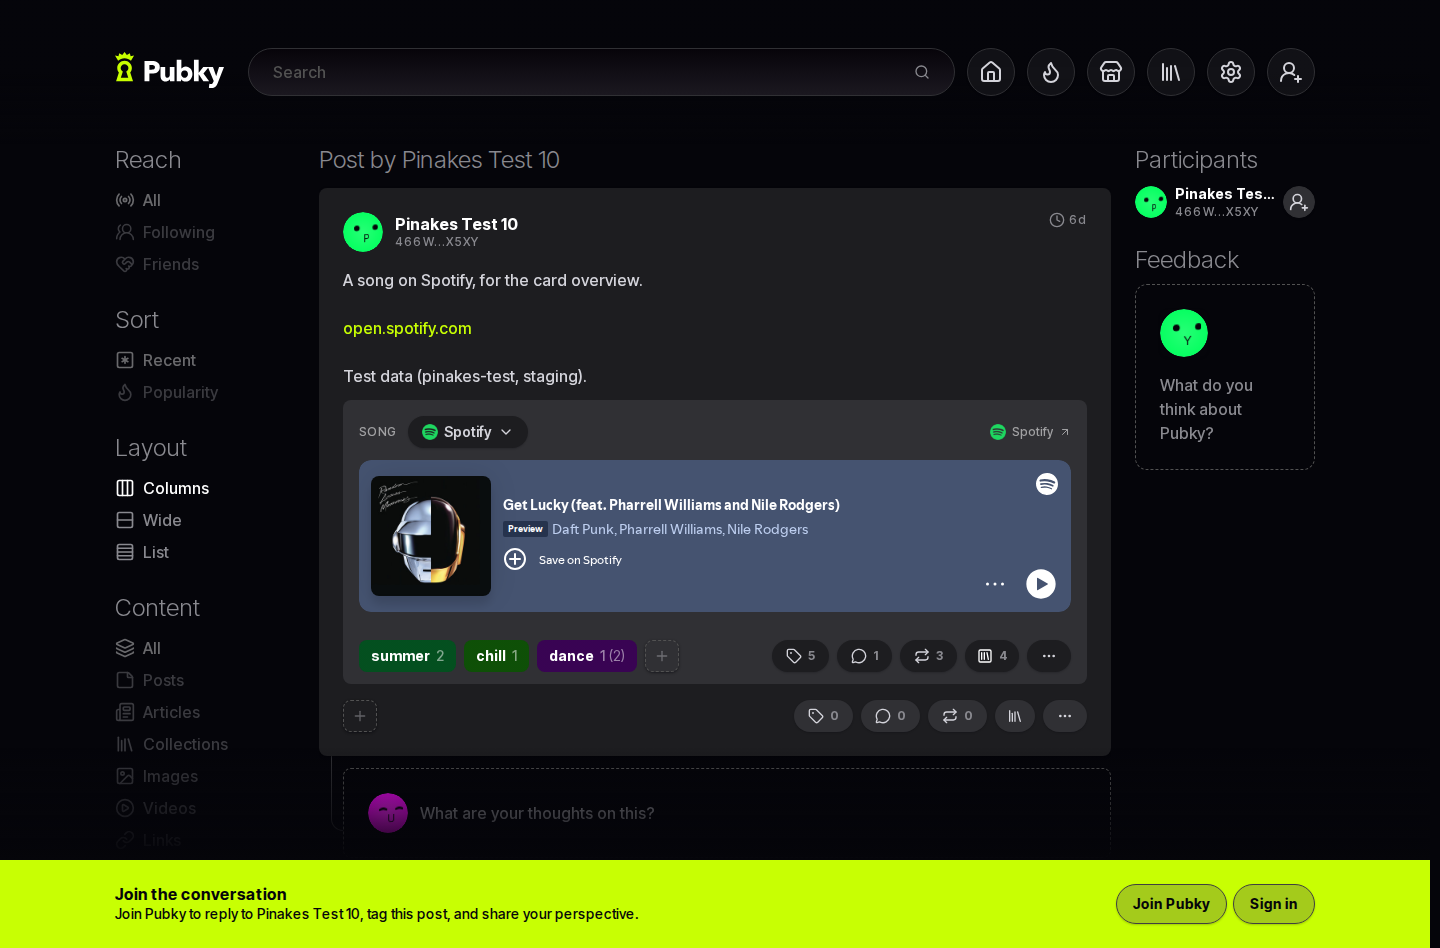 Pubky
Search
Reach
All
Following
Friends
Sort
Recent
Popularity
Layout
Columns
Wide
List
Content
All
Posts
Articles
Collections
Images
Videos
Links
Post by Pinakes Test 10
P
Pinakes Test 10
466W...X5XY
6d
A song on Spotify, for the card overview.
open.spotify.com
Test data (pinakes-test, staging).
SONG
Spotify
Spotify
Get Lucky (feat. Pharrell Williams and Nile Rodgers)
Preview Daft Punk, Pharrell Williams, Nile Rodgers
Save on Spotify
summer 2 chill 1 dance 1 (2)
5 1 3 4
0 0 0
U
What are your thoughts on this?
Participants
P
Pinakes Tes...
466W...X5XY
Feedback
Y
What do you
think about
Pubky?
Join the conversation
Join Pubky to reply to Pinakes Test 10, tag this post, and share your perspective.
Join Pubky
Sign in